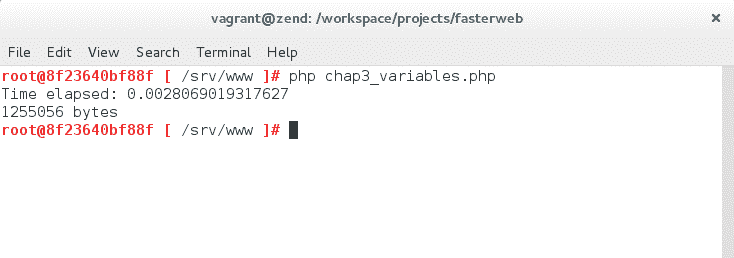 vagrant@zend: /workspace/projects/fasterweb ×
File Edit View Search Terminal Help
root@8f23640bf88f [ /srv/www ]# php chap3_variables.php
Time elapsed: 0.0028069019317627
1255056 bytes
root@8f23640bf88f [ /srv/www ]#